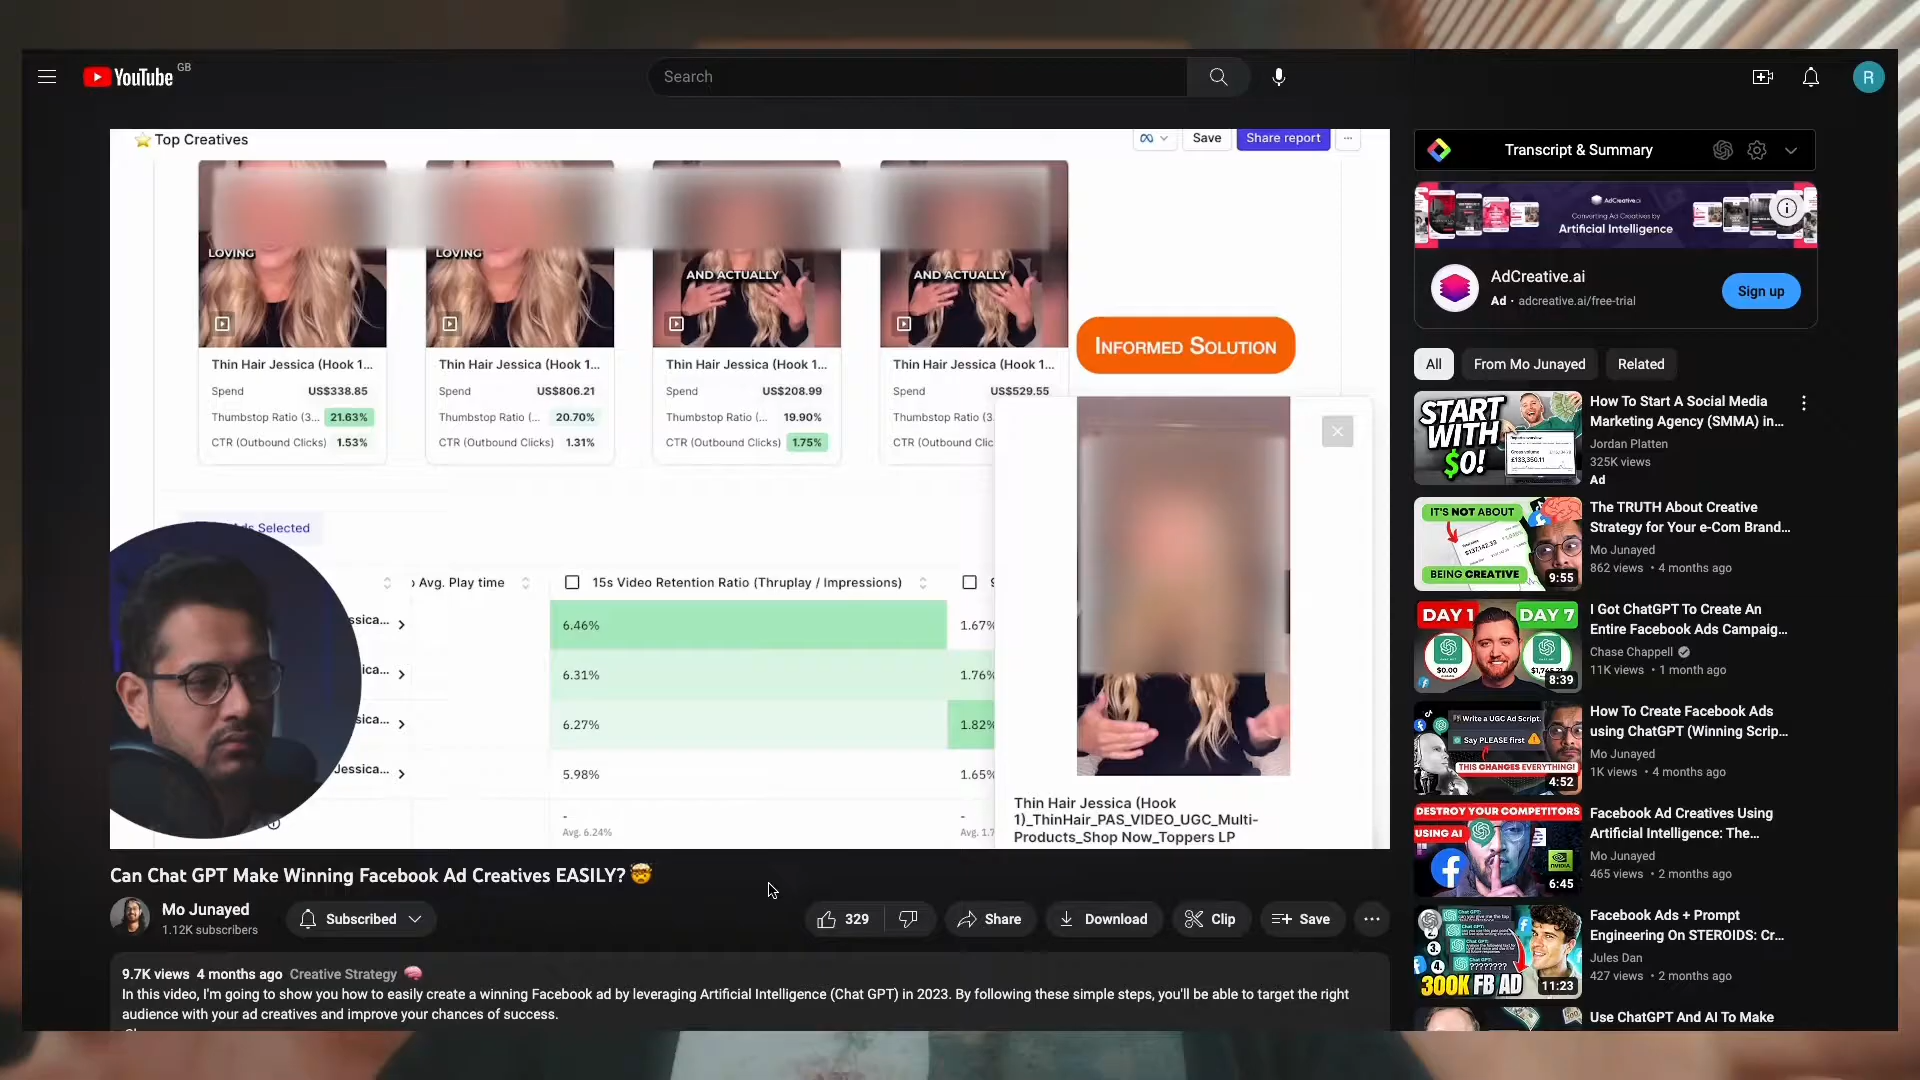 YouTube GB
Search
R
⭐ Top Creatives
Save
Share report
LOVING
LOVING
AND ACTUALLY
AND ACTUALLY
Thin Hair Jessica (Hook 1...
Spend US$338.85
Thumbstop Ratio (3... 21.63%
CTR (Outbound Clicks) 1.53%
Thin Hair Jessica (Hook 1...
Spend US$806.21
Thumbstop Ratio (... 20.70%
CTR (Outbound Clicks) 1.31%
Thin Hair Jessica (Hook 1...
Spend US$208.99
Thumbstop Ratio (... 19.90%
CTR (Outbound Clicks) 1.75%
Thin Hair Jessica (Hook 1...
Spend US$529.55
Thumbstop Ratio (3
CTR (Outbound Clic
INFORMED SOLUTION
Selected
Avg. Play time
15s Video Retention Ratio (Thruplay / Impressions)
ssica...
6.46%
1.67%
ica...
6.31%
1.76%
sica...
6.27%
1.82%
Jessica...
5.98%
1.65%
-
Avg. 6.24%
-
Avg. 1.7
Thin Hair Jessica (Hook
1)_ThinHair_PAS_VIDEO_UGC_Multi-
Products_Shop Now_Toppers LP
Can Chat GPT Make Winning Facebook Ad Creatives EASILY? 🤯
Mo Junayed
1.12K subscribers
Subscribed
329
Share
Download
Clip
Save
9.7K views 4 months ago Creative Strategy 🧠
In this video, I'm going to show you how to easily create a winning Facebook ad by leveraging Artificial Intelligence (Chat GPT) in 2023. By following these simple steps, you'll be able to target the right
audience with your ad creatives and improve your chances of success.
Transcript & Summary
AdCreative.ai
Converting Ad Creatives by
Artificial Intelligence
AdCreative.ai
Ad · adcreative.ai/free-trial
Sign up
All
From Mo Junayed
Related
START
WITH
$0!
How To Start A Social Media
Marketing Agency (SMMA) in...
Jordan Platten
325K views
Ad
IT'S NOT ABOUT
BEING CREATIVE
9:55
The TRUTH About Creative
Strategy for Your e-Com Brand...
Mo Junayed
862 views • 4 months ago
DAY 1
DAY 7
$0.00
8:39
I Got ChatGPT To Create An
Entire Facebook Ads Campaig...
Chase Chappell
11K views • 1 month ago
Write a UGC Ad Script:
Say PLEASE first
THIS CHANGES EVERYTHING!
4:52
How To Create Facebook Ads
using ChatGPT (Winning Scrip...
Mo Junayed
1K views • 4 months ago
DESTROY YOUR COMPETITORS
USING AI
6:45
Facebook Ad Creatives Using
Artificial Intelligence: The...
Mo Junayed
465 views • 2 months ago
300K FB AD
11:23
Facebook Ads + Prompt
Engineering On STEROIDS: Cr...
Jules Dan
427 views • 2 months ago
Use ChatGPT And AI To Make